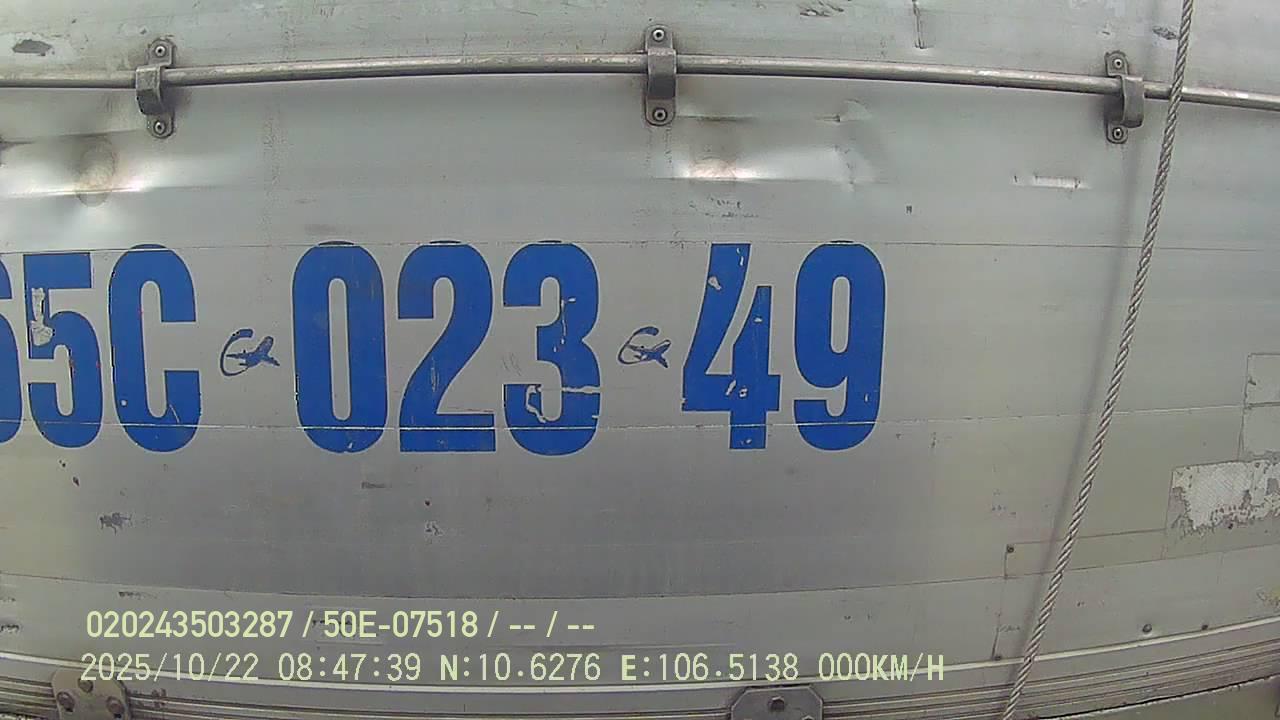 65C 023 49
020243503287 / 50E-07518 / -- / --
2025/10/22 08:47:39 N:10.6276 E:106.5138 000KM/H